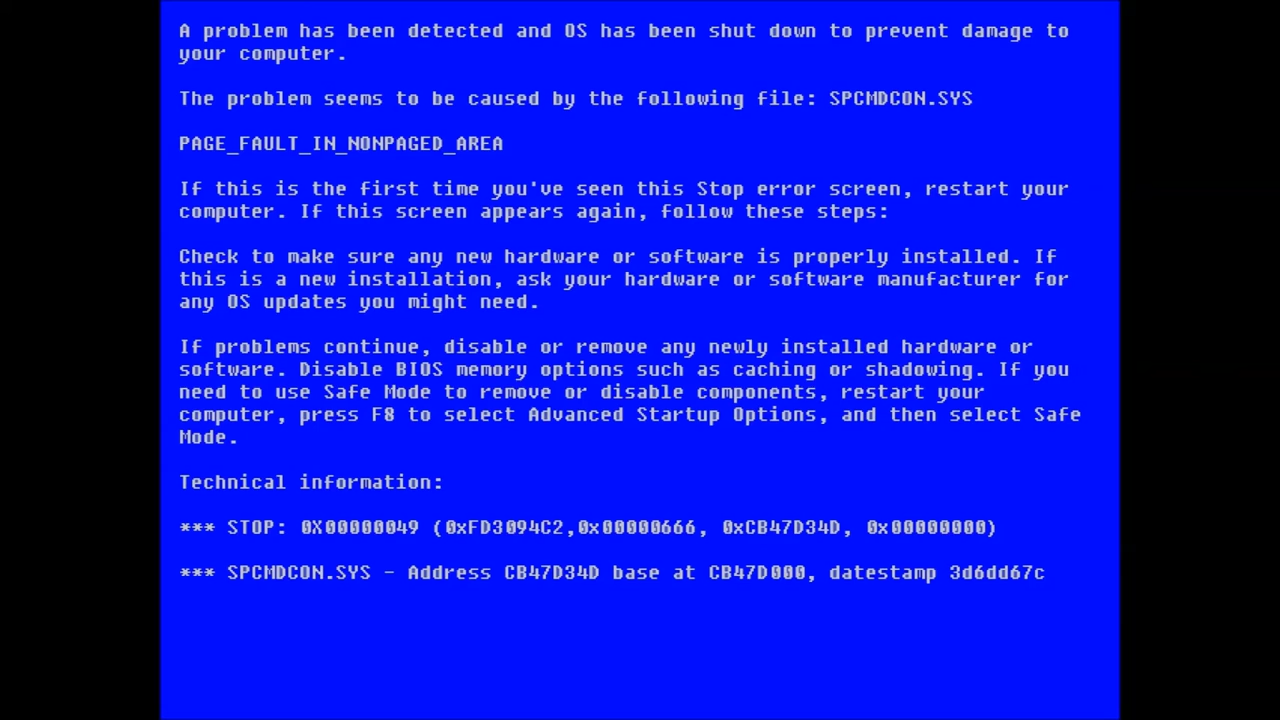 A problem has been detected and OS has been shut down to prevent damage to
your computer.
The problem seems to be caused by the following file: SPCMDCON.SYS
PAGE_FAULT_IN_NONPAGED_AREA
If this is the first time you've seen this Stop error screen, restart your
computer. If this screen appears again, follow these steps:
Check to make sure any new hardware or software is properly installed. If
this is a new installation, ask your hardware or software manufacturer for
any OS updates you might need.
If problems continue, disable or remove any newly installed hardware or
software. Disable BIOS memory options such as caching or shadowing. If you
need to use Safe Mode to remove or disable components, restart your
computer, press F8 to select Advanced Startup Options, and then select Safe
Mode.
Technical information:
*** STOP: 0X00000049 (0xFD3094C2,0x00000666, 0xCB47D34D, 0x00000000)
*** SPCMDCON.SYS - Address CB47D34D base at CB47D000, datestamp 3d6dd67c